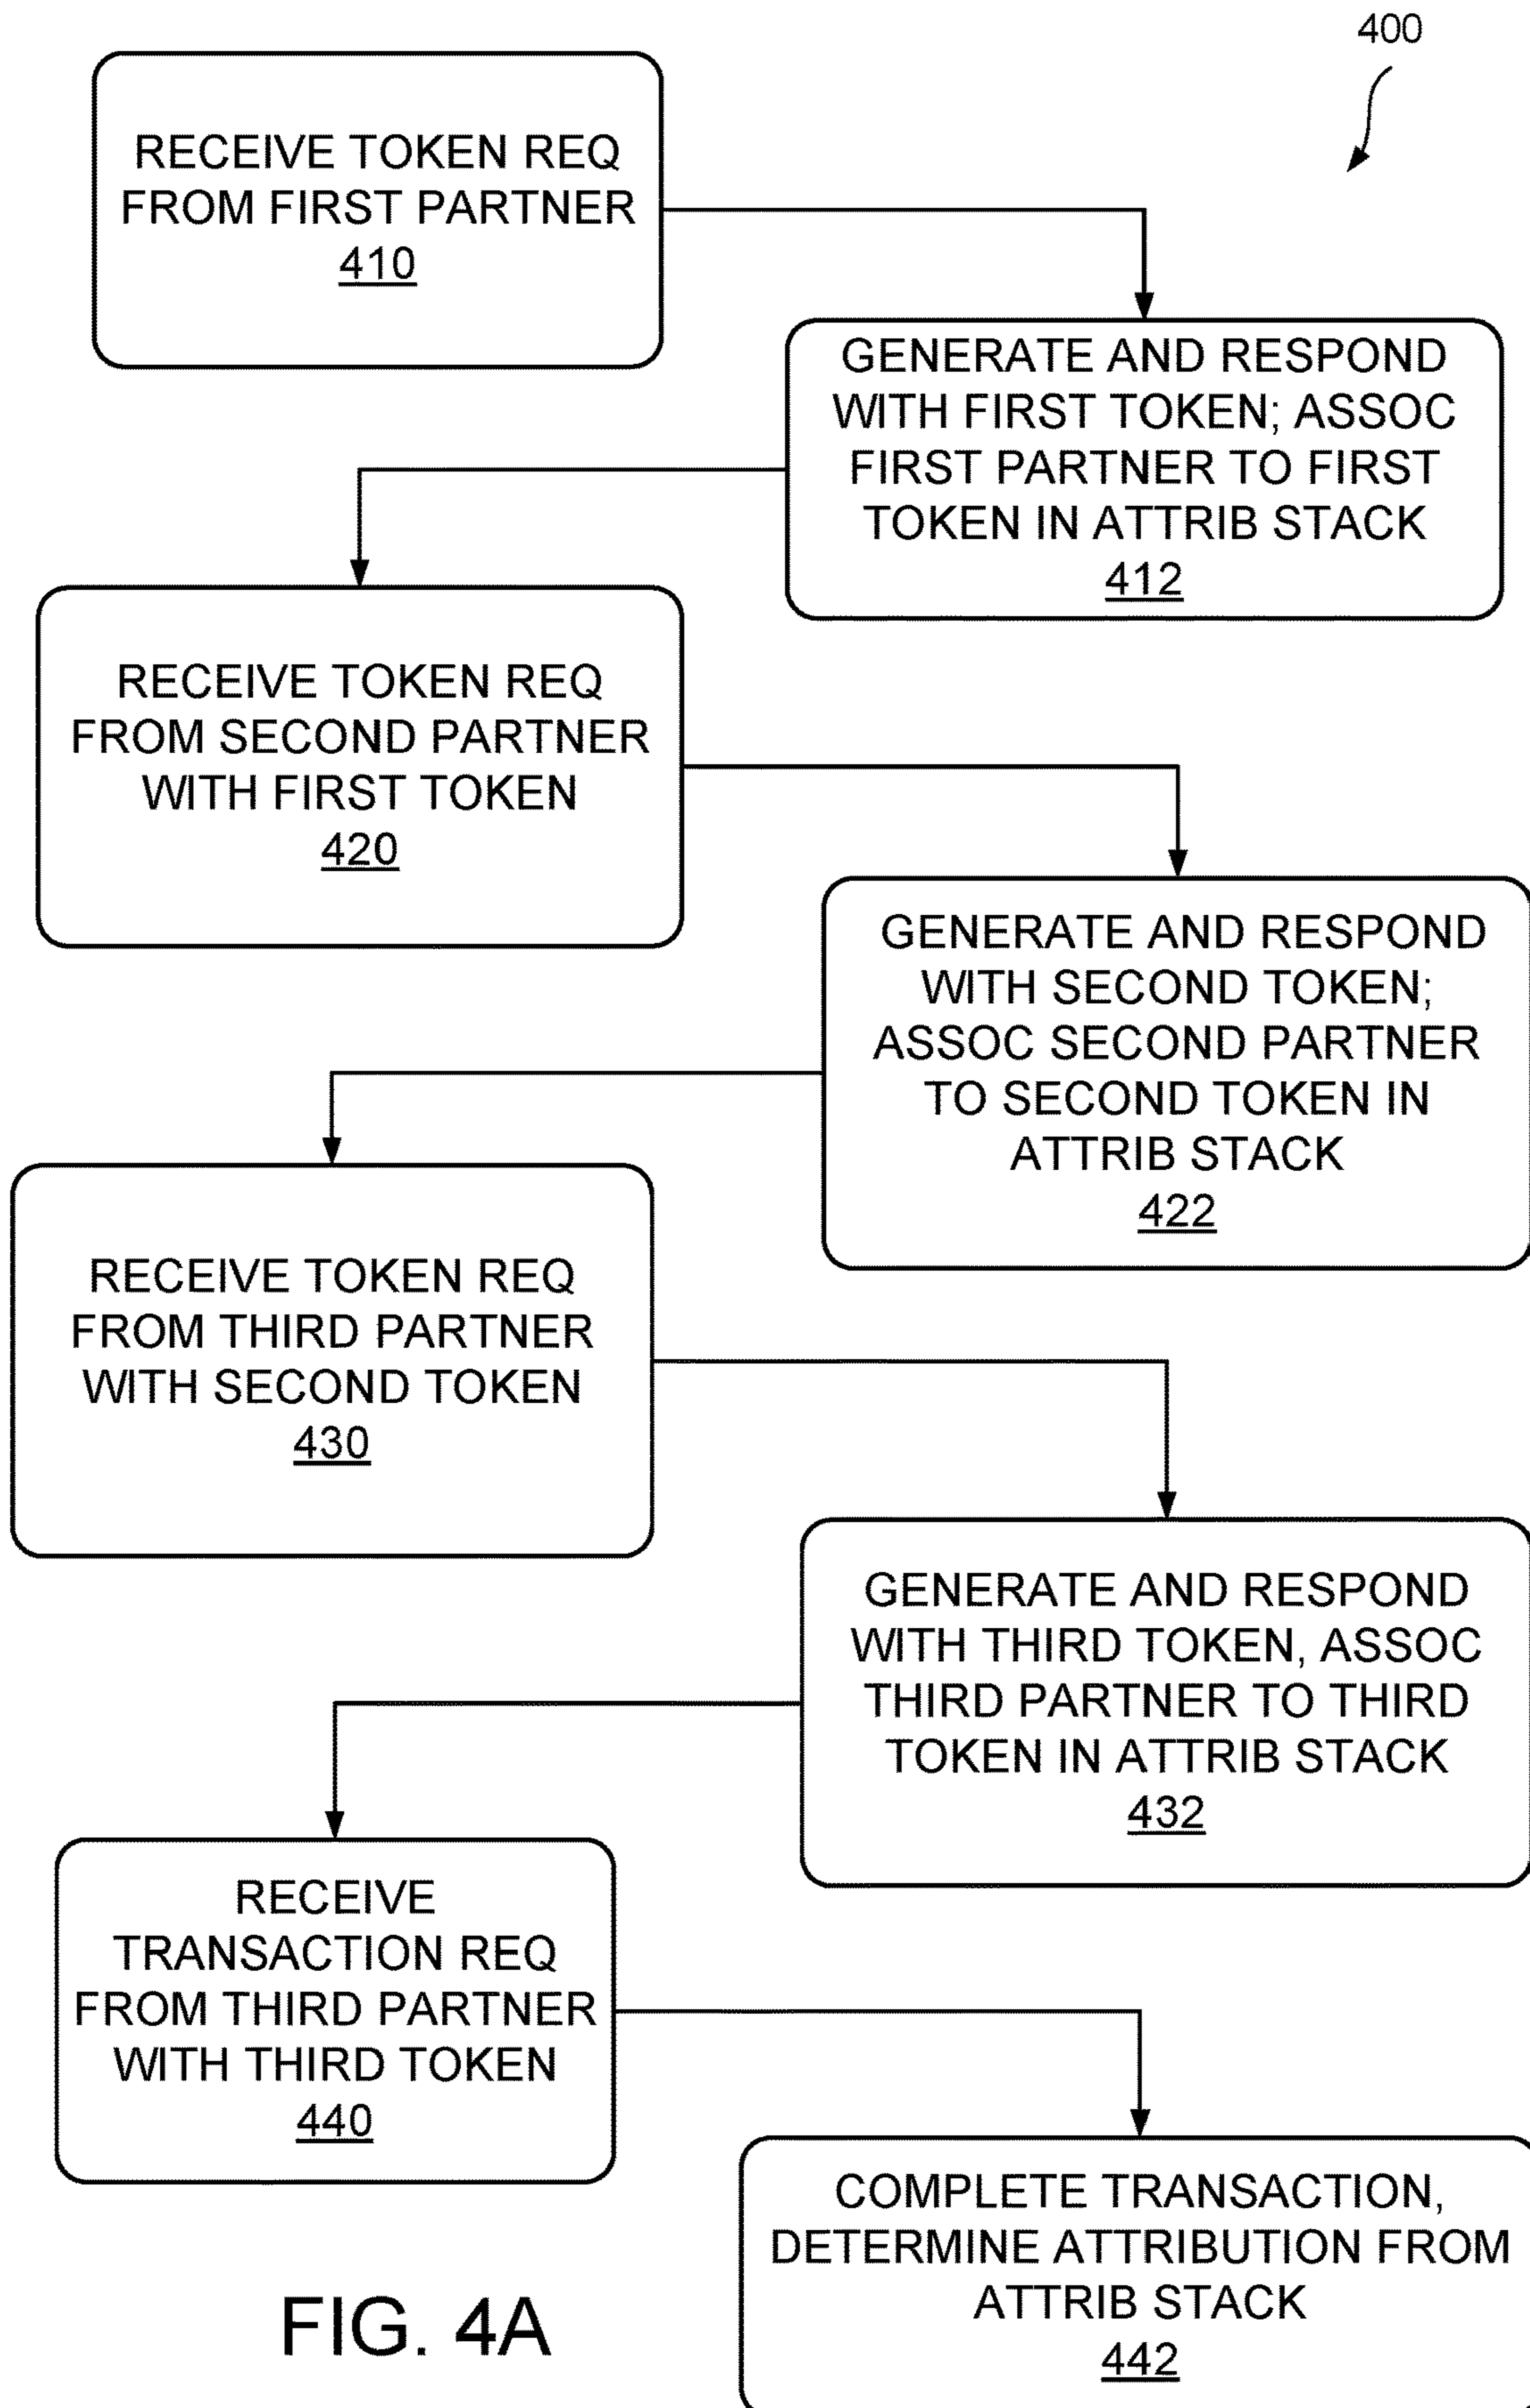 400
RECEIVE TOKEN REQ
FROM FIRST PARTNER
410
GENERATE AND RESPOND
WITH FIRST TOKEN; ASSOC
FIRST PARTNER TO FIRST
TOKEN IN ATTRIB STACK
412
RECEIVE TOKEN REQ
FROM SECOND PARTNER
WITH FIRST TOKEN
420
GENERATE AND RESPOND
WITH SECOND TOKEN;
ASSOC SECOND PARTNER
TO SECOND TOKEN IN
ATTRIB STACK
422
RECEIVE TOKEN REQ
FROM THIRD PARTNER
WITH SECOND TOKEN
430
GENERATE AND RESPOND
WITH THIRD TOKEN, ASSOC
THIRD PARTNER TO THIRD
TOKEN IN ATTRIB STACK
432
RECEIVE
TRANSACTION REQ
FROM THIRD PARTNER
WITH THIRD TOKEN
440
COMPLETE TRANSACTION,
DETERMINE ATTRIBUTION FROM
ATTRIB STACK
442
FIG. 4A